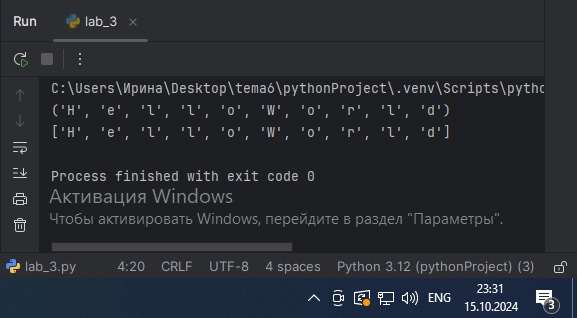 Run
lab_3
C:\Users\Ирина\Desktop\tema6\pythonProject\.venv\Scripts\pytho
('H', 'e', 'l', 'l', 'o', 'W', 'o', 'r', 'l', 'd')
['H', 'e', 'l', 'l', 'o', 'W', 'o', 'r', 'l', 'd']
Process finished with exit code 0
Активация Windows
Чтобы активировать Windows, перейдите в раздел "Параметры".
lab_3.py 4:20 CRLF UTF-8 4 spaces Python 3.12 (pythonProject) (3)
ENG
23:31
15.10.2024
3